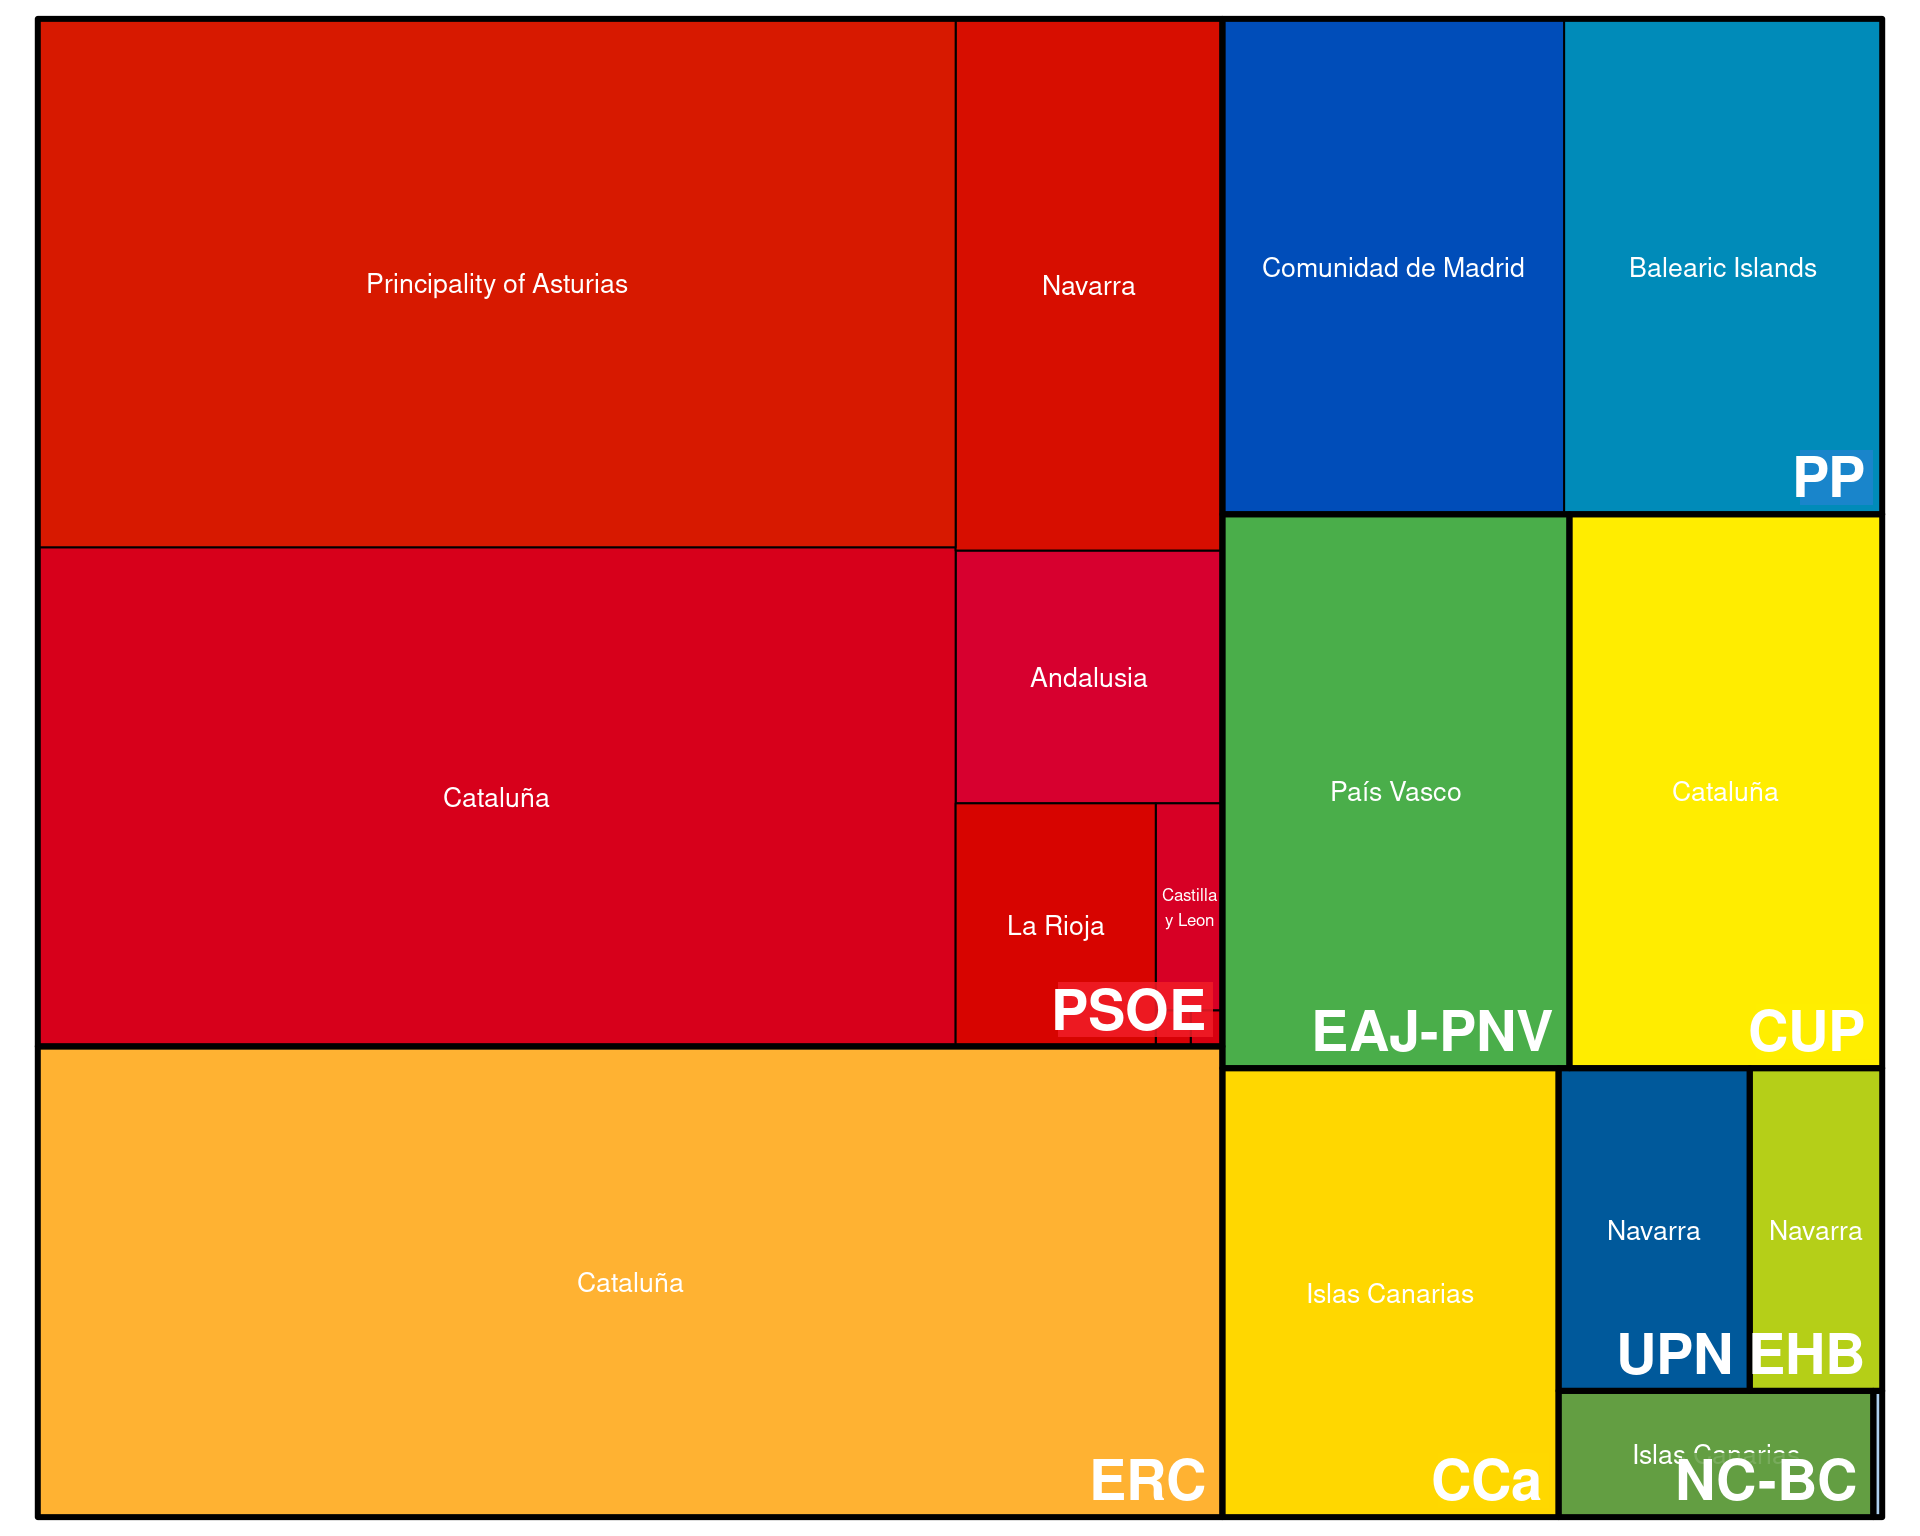 Principality of Asturias
Navarra
Comunidad de Madrid
Balearic Islands
PP
Cataluña
Andalusia
La Rioja
Castilla
y Leon
PSOE
País Vasco
EAJ-PNV
Cataluña
CUP
Cataluña
ERC
Islas Canarias
CCa
Navarra
UPN
Navarra
EHB
Islas Canarias
NC-BC